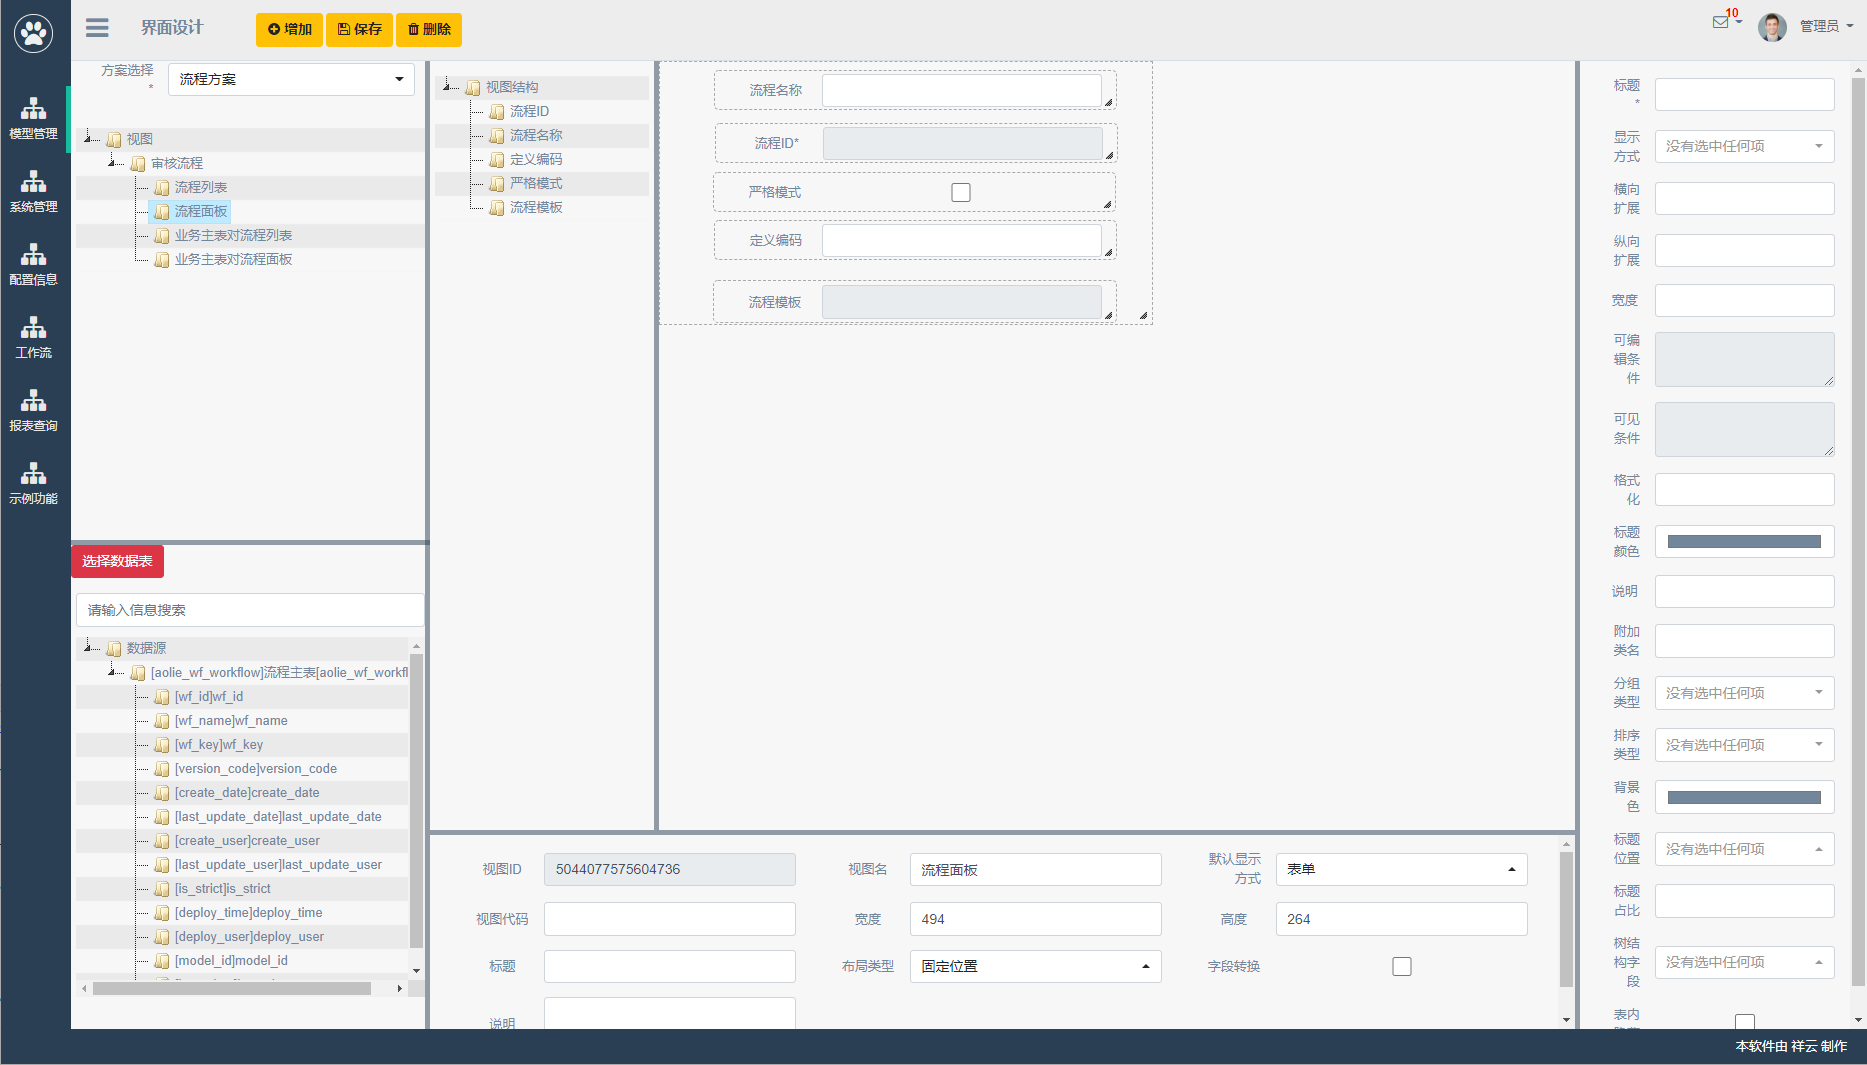 界面设计
增加
保存
删除
10
管理员
模型管理
系统管理
配置信息
工作流
报表查询
示例功能
方案选择
*
流程方案
视图
审核流程
流程列表
流程面板
业务主表对流程列表
业务主表对流程面板
选择数据表
请输入信息搜索
数据源
[aolie_wf_workflow]流程主表[aolie_wf_workfl
[wf_id]wf_id
[wf_name]wf_name
[wf_key]wf_key
[version_code]version_code
[create_date]create_date
[last_update_date]last_update_date
[create_user]create_user
[last_update_user]last_update_user
[is_strict]is_strict
[deploy_time]deploy_time
[deploy_user]deploy_user
[model_id]model_id
视图结构
流程ID
流程名称
定义编码
严格模式
流程模板
流程名称
流程ID*
严格模式
定义编码
流程模板
视图ID
5044077575604736
视图名
流程面板
默认显示
方式
表单
视图代码
宽度
494
高度
264
标题
布局类型
固定位置
字段转换
说明
标题
*
显示
方式
没有选中任何项
横向
扩展
纵向
扩展
宽度
可编
辑条
件
可见
条件
格式
化
标题
颜色
说明
附加
类名
分组
类型
没有选中任何项
排序
类型
没有选中任何项
背景
色
标题
位置
没有选中任何项
标题
占比
树结
构字
段
没有选中任何项
表内
本软件由 祥云 制作